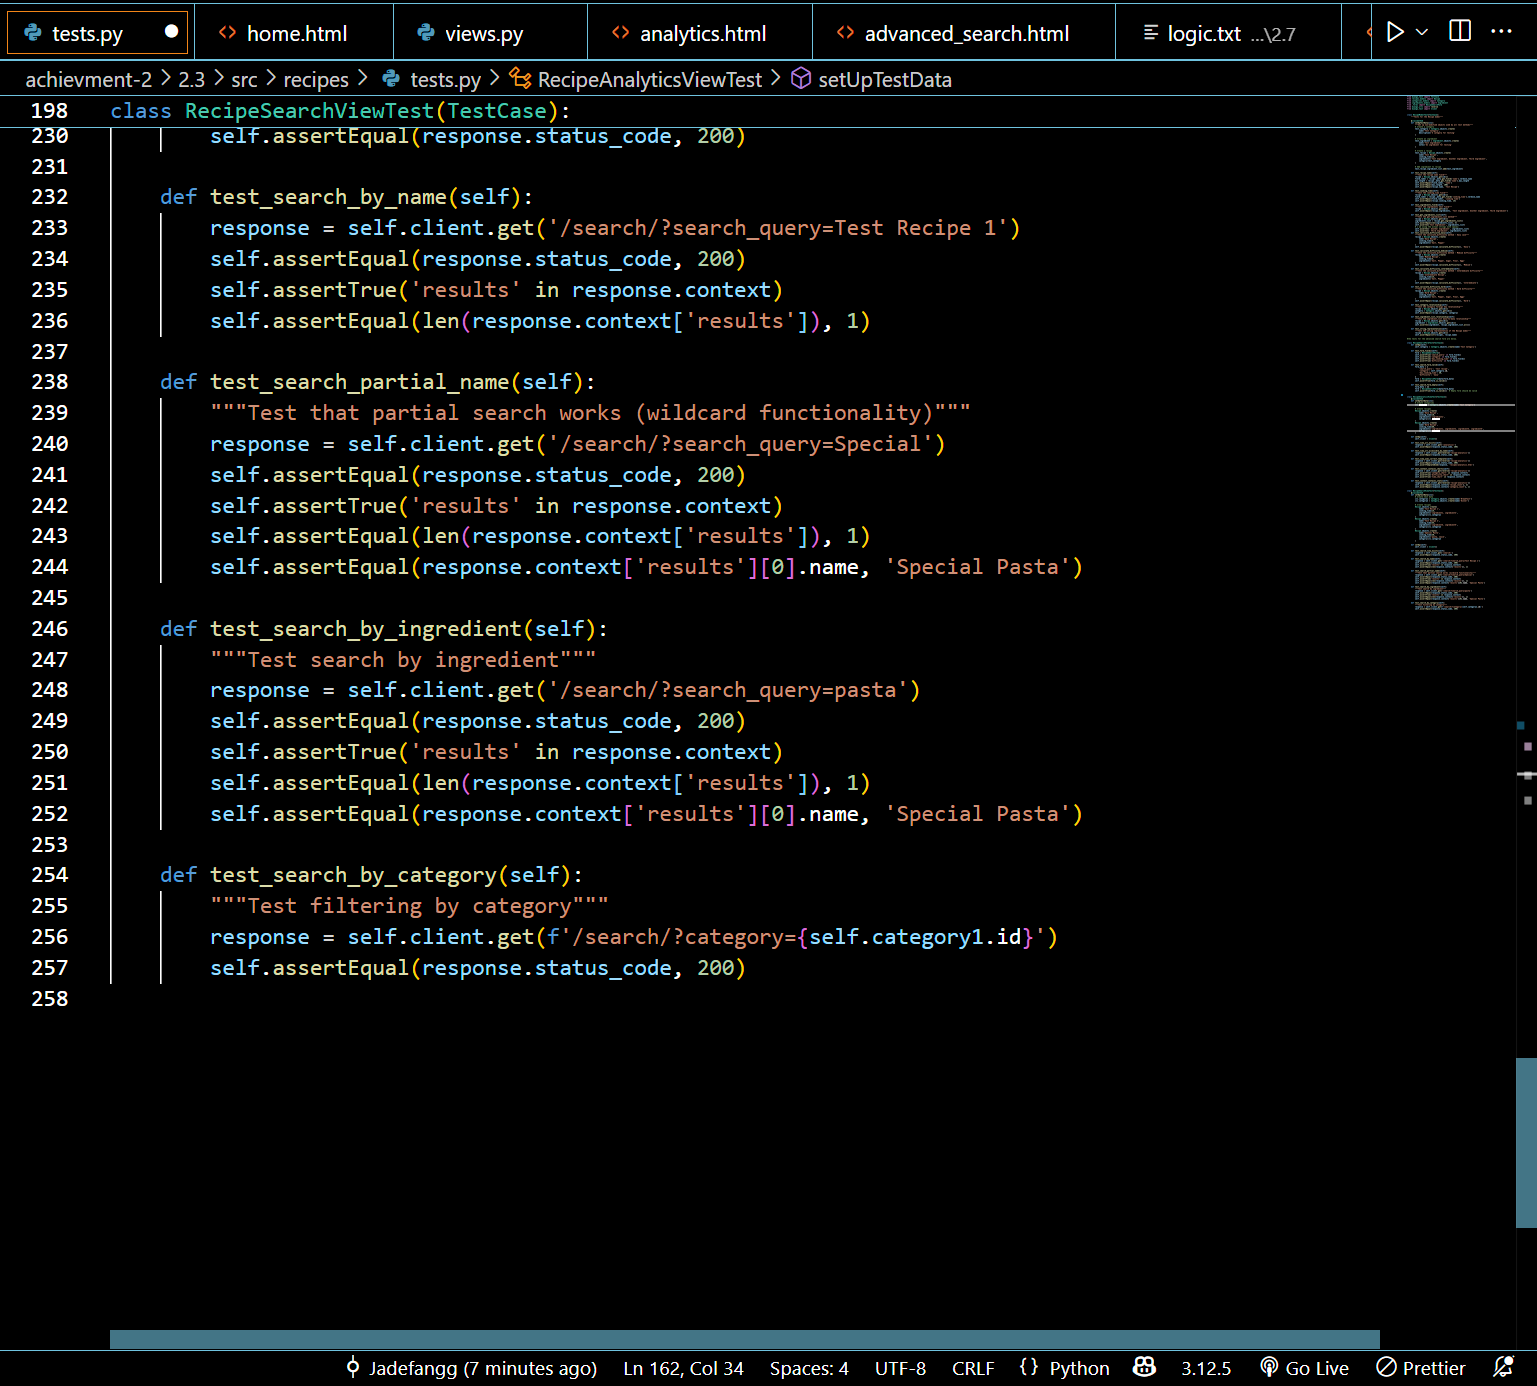 tests.py home.html views.py analytics.html advanced_search.html logic.txt ...\2.7
achievment-2 > 2.3 > src > recipes > tests.py > RecipeAnalyticsViewTest > setUpTestData
198 class RecipeSearchViewTest(TestCase):
230 self.assertEqual(response.status_code, 200)
231
232 def test_search_by_name(self):
233 response = self.client.get('/search/?search_query=Test Recipe 1')
234 self.assertEqual(response.status_code, 200)
235 self.assertTrue('results' in response.context)
236 self.assertEqual(len(response.context['results']), 1)
237
238 def test_search_partial_name(self):
239 """Test that partial search works (wildcard functionality)"""
240 response = self.client.get('/search/?search_query=Special')
241 self.assertEqual(response.status_code, 200)
242 self.assertTrue('results' in response.context)
243 self.assertEqual(len(response.context['results']), 1)
244 self.assertEqual(response.context['results'][0].name, 'Special Pasta')
245
246 def test_search_by_ingredient(self):
247 """Test search by ingredient"""
248 response = self.client.get('/search/?search_query=pasta')
249 self.assertEqual(response.status_code, 200)
250 self.assertTrue('results' in response.context)
251 self.assertEqual(len(response.context['results']), 1)
252 self.assertEqual(response.context['results'][0].name, 'Special Pasta')
253
254 def test_search_by_category(self):
255 """Test filtering by category"""
256 response = self.client.get(f'/search/?category={self.category1.id}')
257 self.assertEqual(response.status_code, 200)
258
Jadefangg (7 minutes ago) Ln 162, Col 34 Spaces: 4 UTF-8 CRLF {} Python 3.12.5 Go Live Prettier